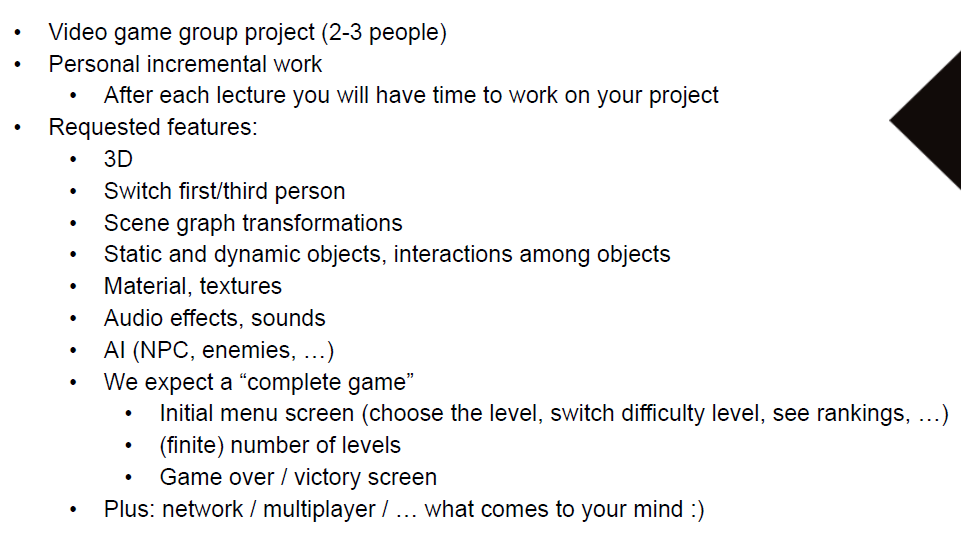 • Video game group project (2-3 people)
• Personal incremental work
• After each lecture you will have time to work on your project
• Requested features:
• 3D
• Switch first/third person
• Scene graph transformations
• Static and dynamic objects, interactions among objects
• Material, textures
• Audio effects, sounds
• AI (NPC, enemies, …)
• We expect a “complete game”
• Initial menu screen (choose the level, switch difficulty level, see rankings, …)
• (finite) number of levels
• Game over / victory screen
• Plus: network / multiplayer / … what comes to your mind :)